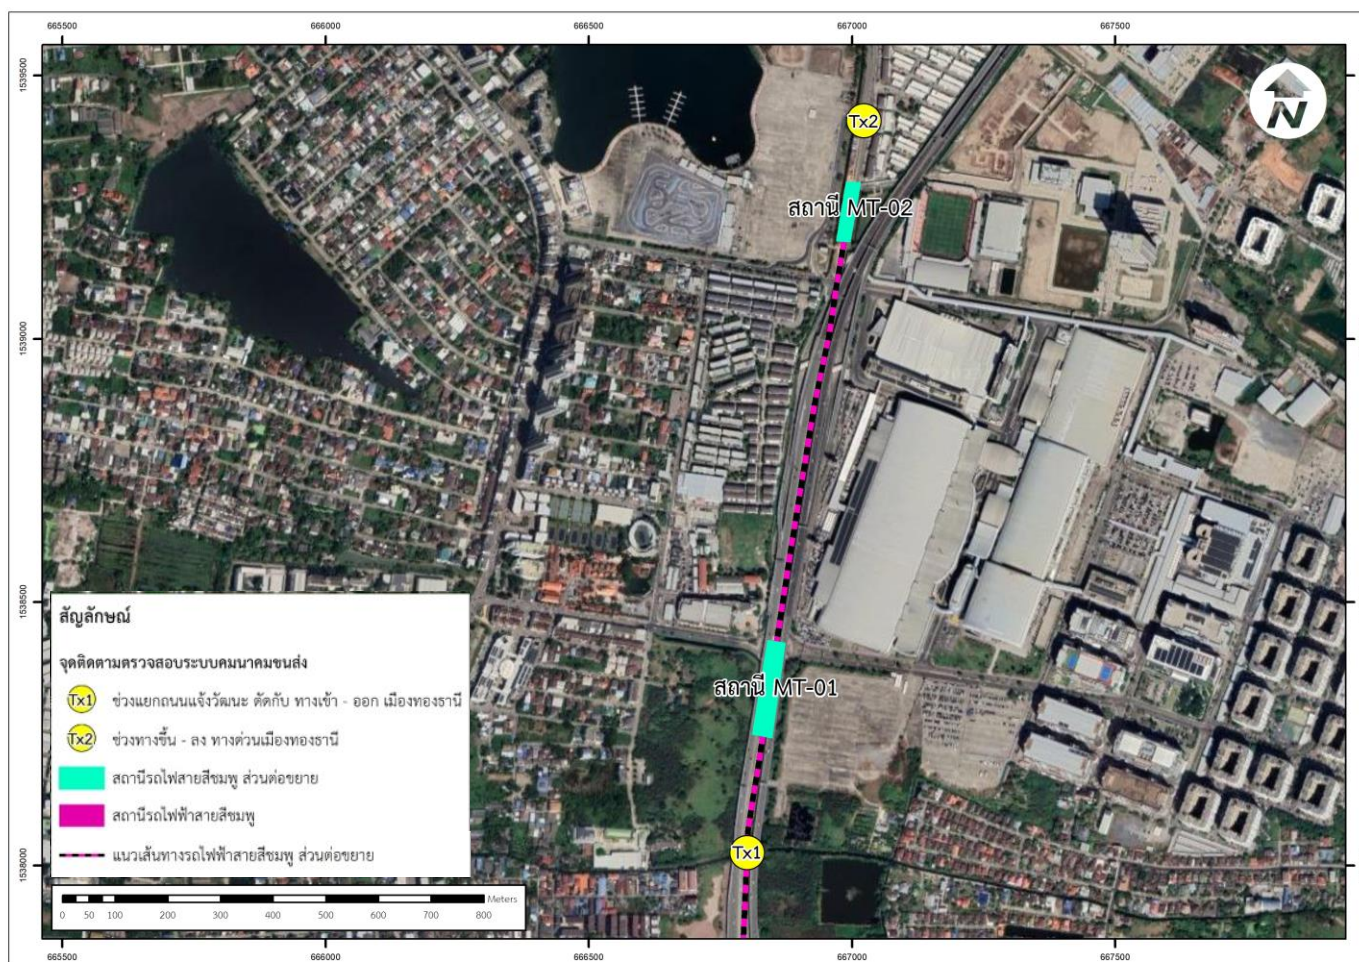 665500 666000 666500 667000 667500
1539500
1539000
1538500
1538000
N
Tx2
สถานี MT-02
สถานี MT-01
Tx1
สัญลักษณ์
จุดติดตามตรวจสอบระบบคมนาคมขนส่ง
Tx1 ช่วงแยกถนนแจ้งวัฒนะ ตัดกับ ทางเข้า - ออก เมืองทองธานี
Tx2 ช่วงทางขึ้น - ลง ทางด่วนเมืองทองธานี
สถานีรถไฟสายสีชมพู ส่วนต่อขยาย
สถานีรถไฟฟ้าสายสีชมพู
แนวเส้นทางรถไฟฟ้าสายสีชมพู ส่วนต่อขยาย
Meters
0 50 100 200 300 400 500 600 700 800
665500 666000 666500 667000 667500